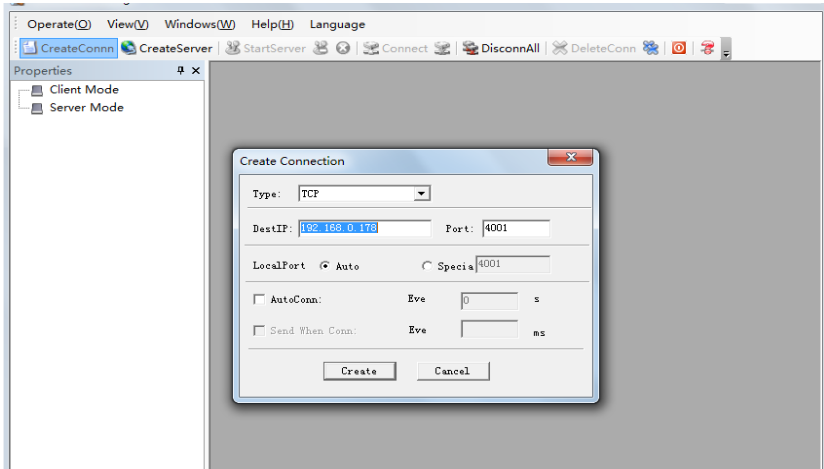 Operate(O) View(V) Windows(W) Help(H) Language
CreateConnn CreateServer StartServer Connect DisconnAll DeleteConn
Properties
Client Mode
Server Mode
Create Connection
Type: TCP
DestIP: 192.168.0.178 Port: 4001
LocalPort Auto Specia 4001
AutoConn: Eve 0 s
Send When Conn: Eve ms
Create Cancel